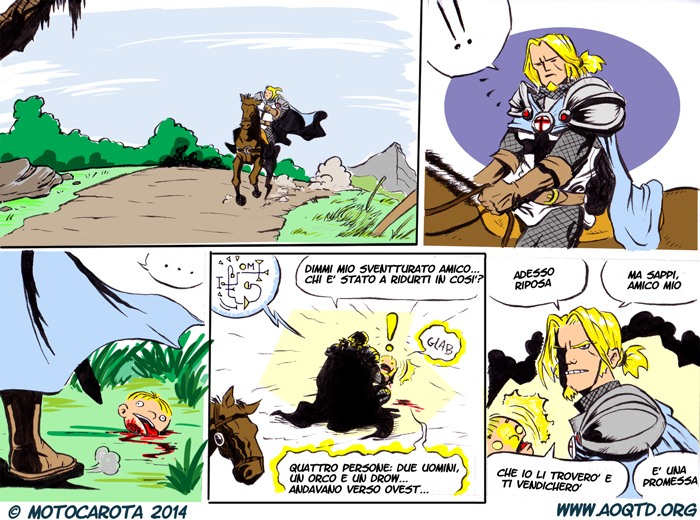 !!
...
DIMMI MIO SVENTTURATO AMICO...
CHI E' STATO A RIDURTI IN COSI'?
GLAB
!
QUATTRO PERSONE: DUE UOMINI,
UN ORCO E UN DROW...
ANDAVANO VERSO OVEST...
ADESSO
RIPOSA
MA SAPPI,
AMICO MIO
CHE IO LI TROVERO' E
TI VENDICHERO'
E' UNA
PROMESSA
© MOTOCAROTA 2014
WWW.AOQTD.ORG